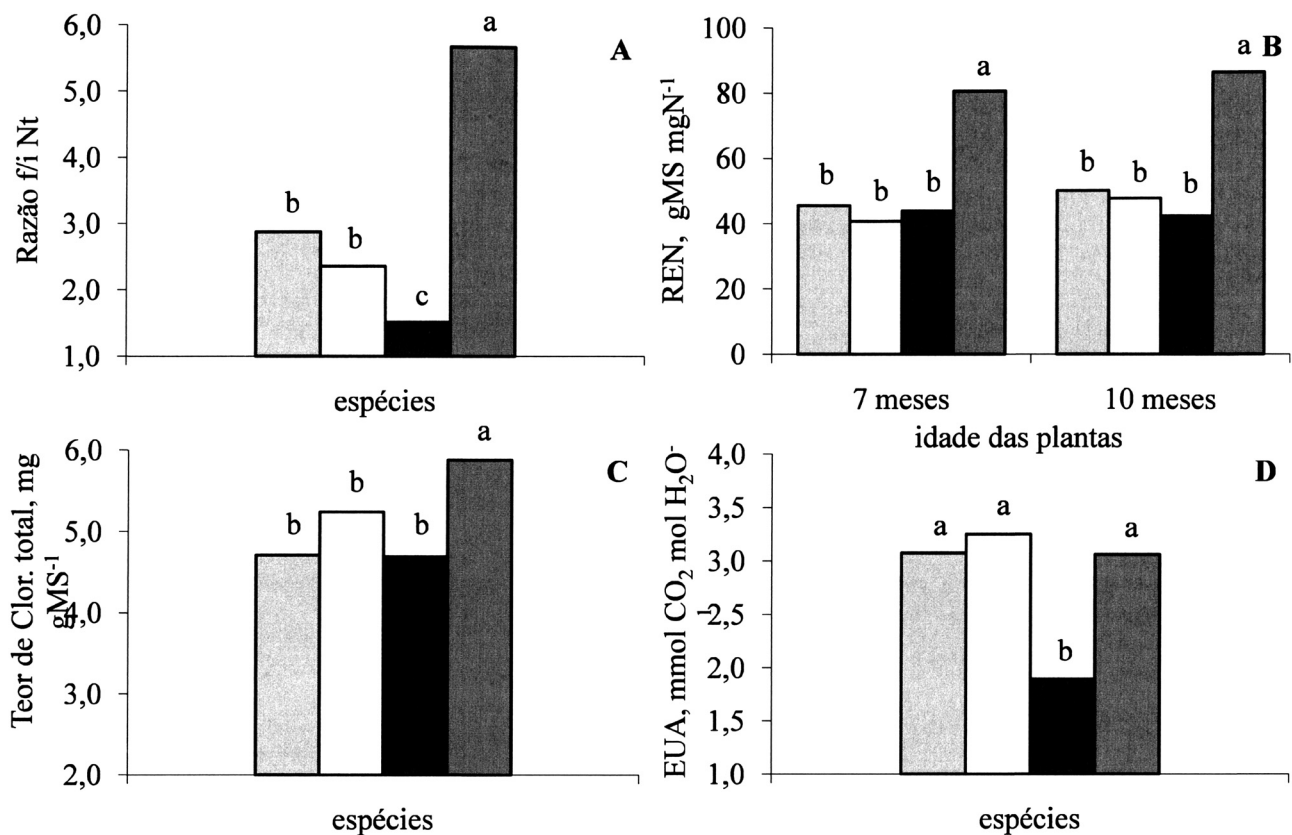 A
Razão f/i Nt
6,0
5,0
4,0
3,0
2,0
1,0
b
b
c
a
espécies
B
REN, gMS mgN⁻¹
100
80
60
40
20
0
b
b
b
a
b
b
b
a
7 meses
10 meses
idade das plantas
C
Teor de Clor. total, mg
gMS⁻¹
6,0
5,0
4,0
3,0
2,0
b
b
b
a
espécies
D
EUA, mmol CO₂ mol H₂O⁻
¹
4,0
3,5
3,0
2,5
2,0
1,5
1,0
a
a
b
a
espécies